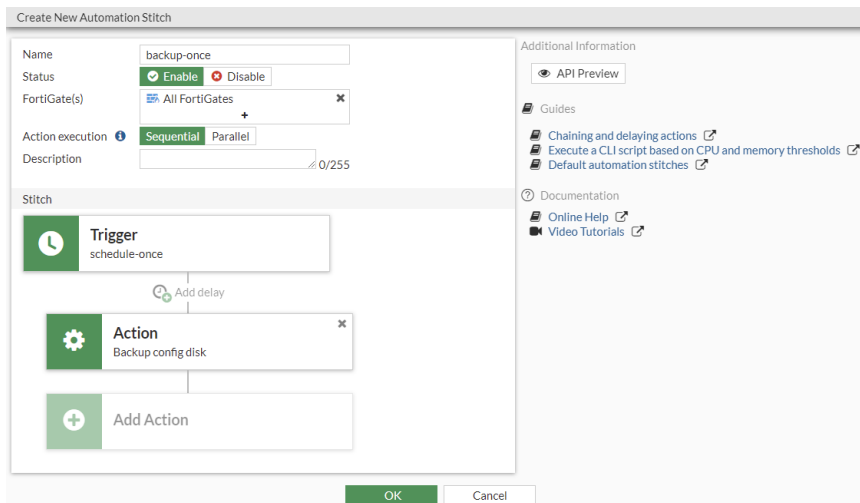 Create New Automation Stitch
Name
backup-once
Status
Enable
Disable
FortiGate(s)
All FortiGates
+
Action execution
Sequential
Parallel
Description
0/255
Stitch
Trigger
schedule-once
Add delay
Action
Backup config disk
Add Action
OK
Cancel
Additional Information
API Preview
Guides
Chaining and delaying actions
Execute a CLI script based on CPU and memory thresholds
Default automation stitches
Documentation
Online Help
Video Tutorials